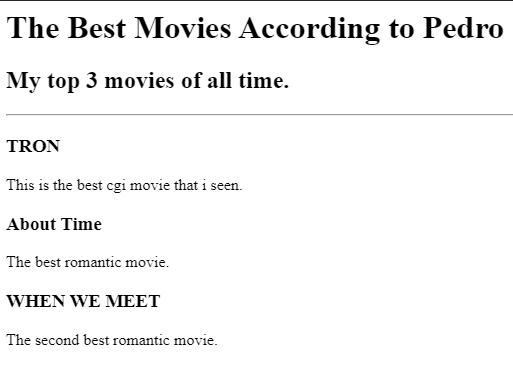 The Best Movies According to Pedro
My top 3 movies of all time.
TRON
This is the best cgi movie that i seen.
About Time
The best romantic movie.
WHEN WE MEET
The second best romantic movie.